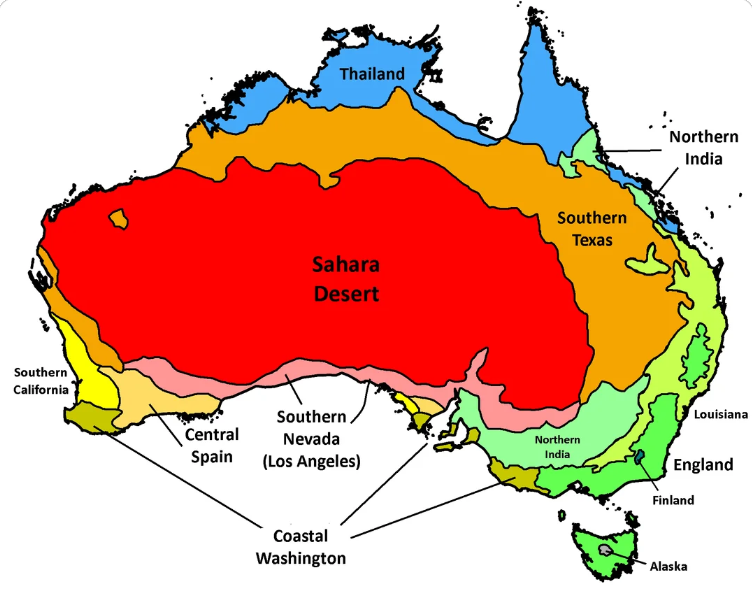 Thailand
Northern
India
Southern
Texas
Sahara
Desert
Southern
California
Southern
Nevada
(Los Angeles)
Central
Spain
Louisiana
Northern
India
England
Finland
Coastal
Washington
Alaska